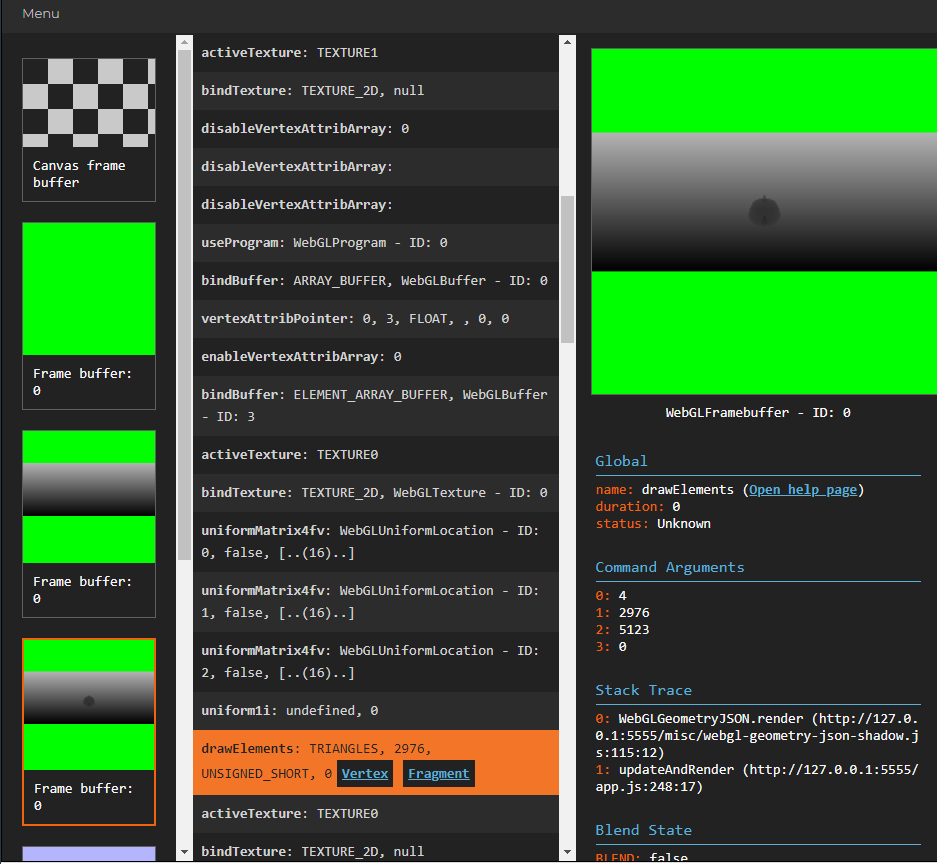 Menu
Canvas frame
buffer
Frame buffer:
0
Frame buffer:
0
Frame buffer:
0
activeTexture: TEXTURE1
bindTexture: TEXTURE_2D, null
disableVertexAttribArray: 0
disableVertexAttribArray:
disableVertexAttribArray:
useProgram: WebGLProgram - ID: 0
bindBuffer: ARRAY_BUFFER, WebGLBuffer - ID: 0
vertexAttribPointer: 0, 3, FLOAT, , 0, 0
enableVertexAttribArray: 0
bindBuffer: ELEMENT_ARRAY_BUFFER, WebGLBuffer
- ID: 3
activeTexture: TEXTURE0
bindTexture: TEXTURE_2D, WebGLTexture - ID: 0
uniformMatrix4fv: WebGLUniformLocation - ID:
0, false, [..(16)..]
uniformMatrix4fv: WebGLUniformLocation - ID:
1, false, [..(16)..]
uniformMatrix4fv: WebGLUniformLocation - ID:
2, false, [..(16)..]
uniform1i: undefined, 0
drawElements: TRIANGLES, 2976,
UNSIGNED_SHORT, 0 Vertex Fragment
activeTexture: TEXTURE0
bindTexture: TEXTURE_2D, null
WebGLFramebuffer - ID: 0
Global
name: drawElements (Open help page)
duration: 0
status: Unknown
Command Arguments
0: 4
1: 2976
2: 5123
3: 0
Stack Trace
0: WebGLGeometryJSON.render (http://127.0.
0.1:5555/misc/webgl-geometry-json-shadow.j
s:115:12)
1: updateAndRender (http://127.0.0.1:5555/
app.js:248:17)
Blend State
BLEND: false